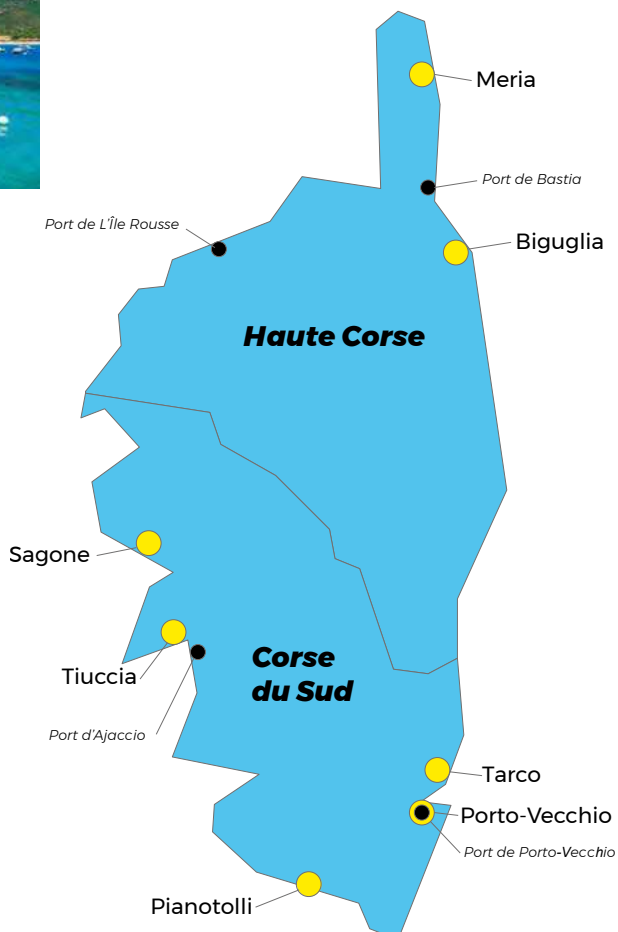 Meria
Port de Bastia
Port de L'Île Rousse
Biguglia
Haute Corse
Sagone
Corse
du Sud
Tiuccia
Port d'Ajaccio
Tarco
Porto-Vecchio
Port de Porto-Vecchio
Pianotolli